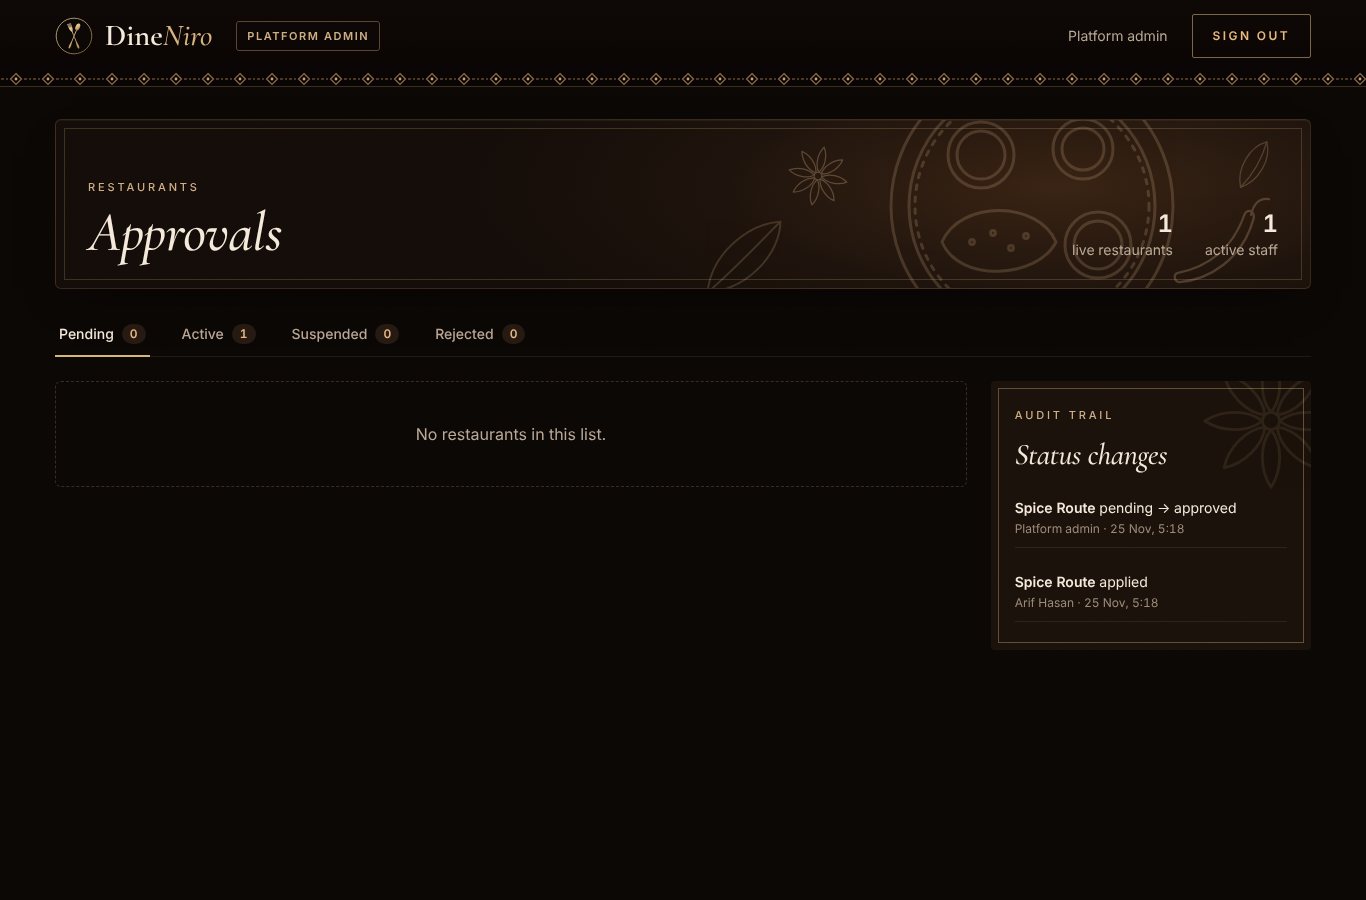 DineNiro
PLATFORM ADMIN
Platform admin
SIGN OUT
RESTAURANTS
Approvals
1
live restaurants
1
active staff
Pending 0
Active 1
Suspended 0
Rejected 0
No restaurants in this list.
AUDIT TRAIL
Status changes
Spice Route pending → approved
Platform admin · 25 Nov, 5:18
Spice Route applied
Arif Hasan · 25 Nov, 5:18